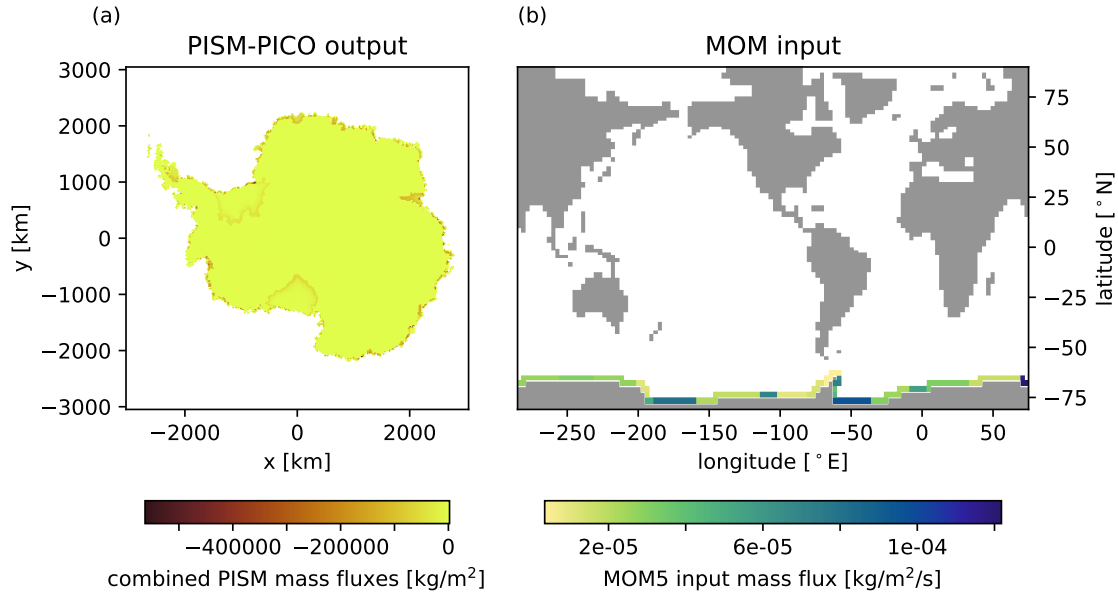 (a)
(b)
PISM-PICO output
MOM input
3000
2000
1000
0
−1000
−2000
−3000
y [km]
−2000
0
2000
x [km]
75
50
25
0
−25
−50
−75
latitude [°N]
−250
−200
−150
−100
−50
0
50
longitude [°E]
−400000
−200000
0
combined PISM mass fluxes [kg/m²]
2e-05
6e-05
1e-04
MOM5 input mass flux [kg/m²/s]